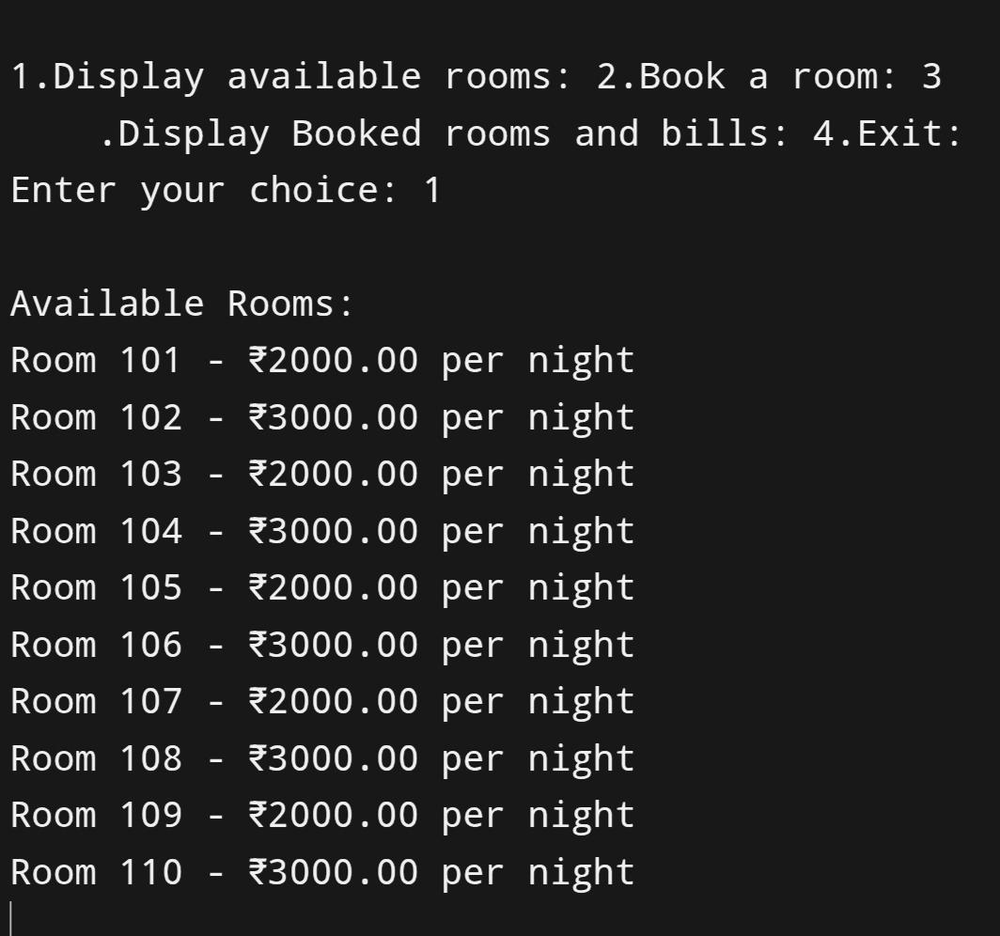 1.Display available rooms: 2.Book a room: 3
.Display Booked rooms and bills: 4.Exit:
Enter your choice: 1
Available Rooms:
Room 101 - ₹2000.00 per night
Room 102 - ₹3000.00 per night
Room 103 - ₹2000.00 per night
Room 104 - ₹3000.00 per night
Room 105 - ₹2000.00 per night
Room 106 - ₹3000.00 per night
Room 107 - ₹2000.00 per night
Room 108 - ₹3000.00 per night
Room 109 - ₹2000.00 per night
Room 110 - ₹3000.00 per night